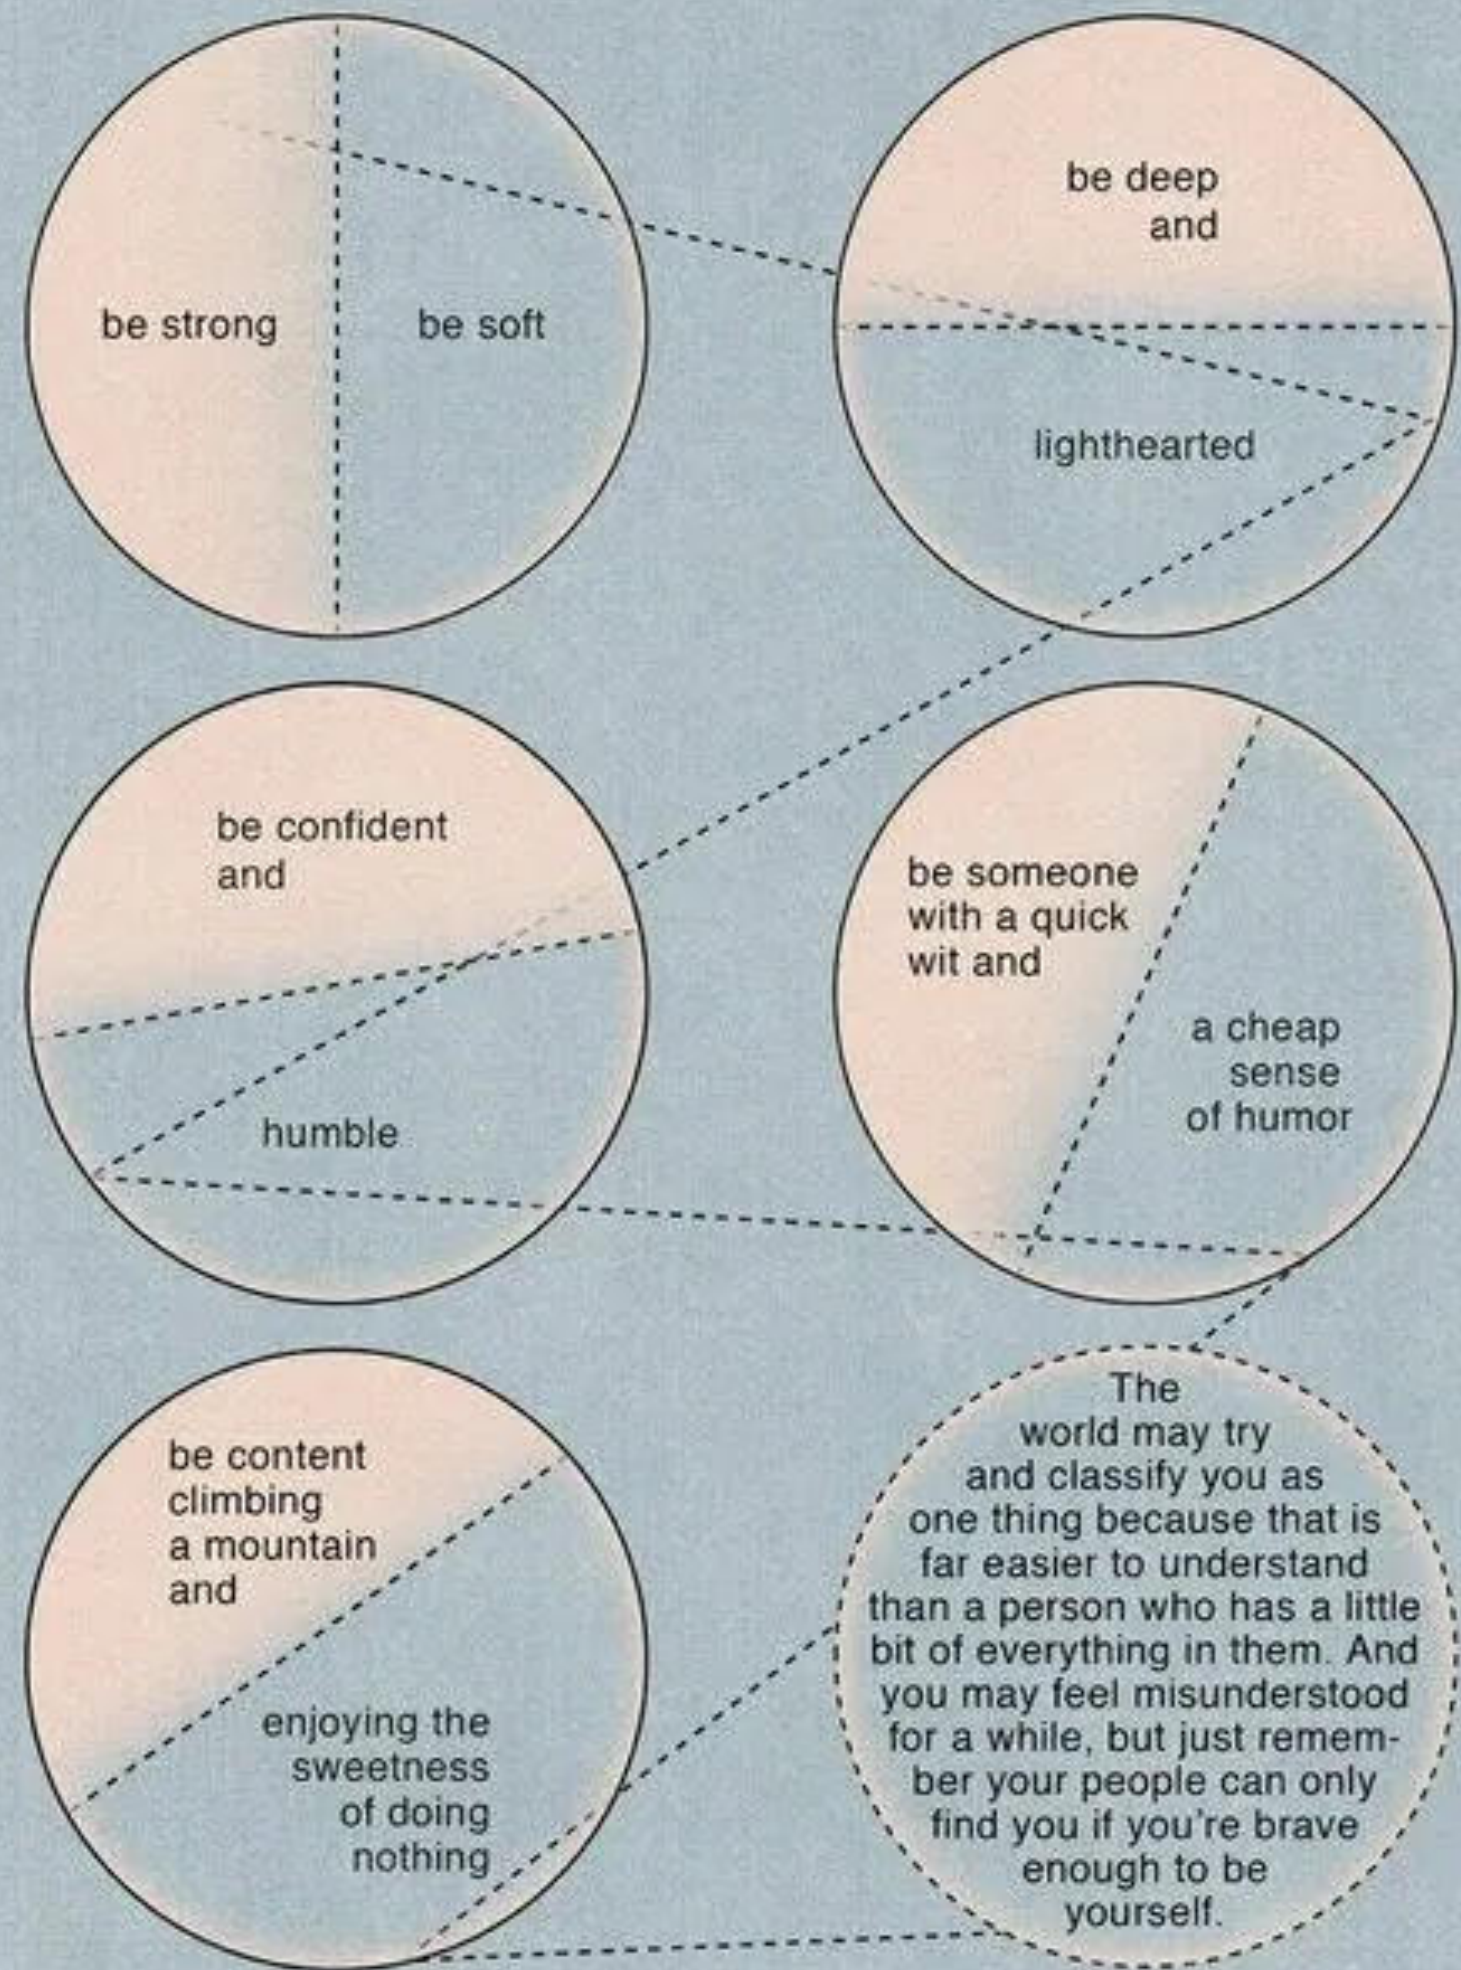 be strong
be soft
be deep
and
lighthearted
be confident
and
humble
be someone
with a quick
wit and
a cheap
sense
of humor
be content
climbing
a mountain
and
enjoying the
sweetness
of doing
nothing
The
world may try
and classify you as
one thing because that is
far easier to understand
than a person who has a little
bit of everything in them. And
you may feel misunderstood
for a while, but just remem-
ber your people can only
find you if you're brave
enough to be
yourself.